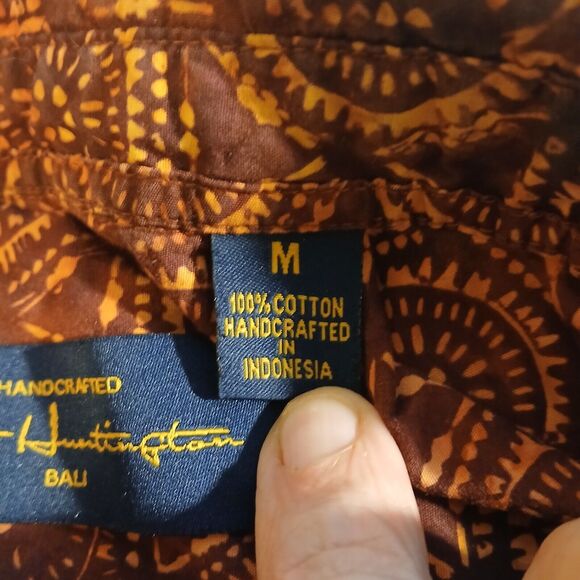 M
100% COTTON
HANDCRAFTED
IN
INDONESIA
HANDCRAFTED
Huntington
BALI